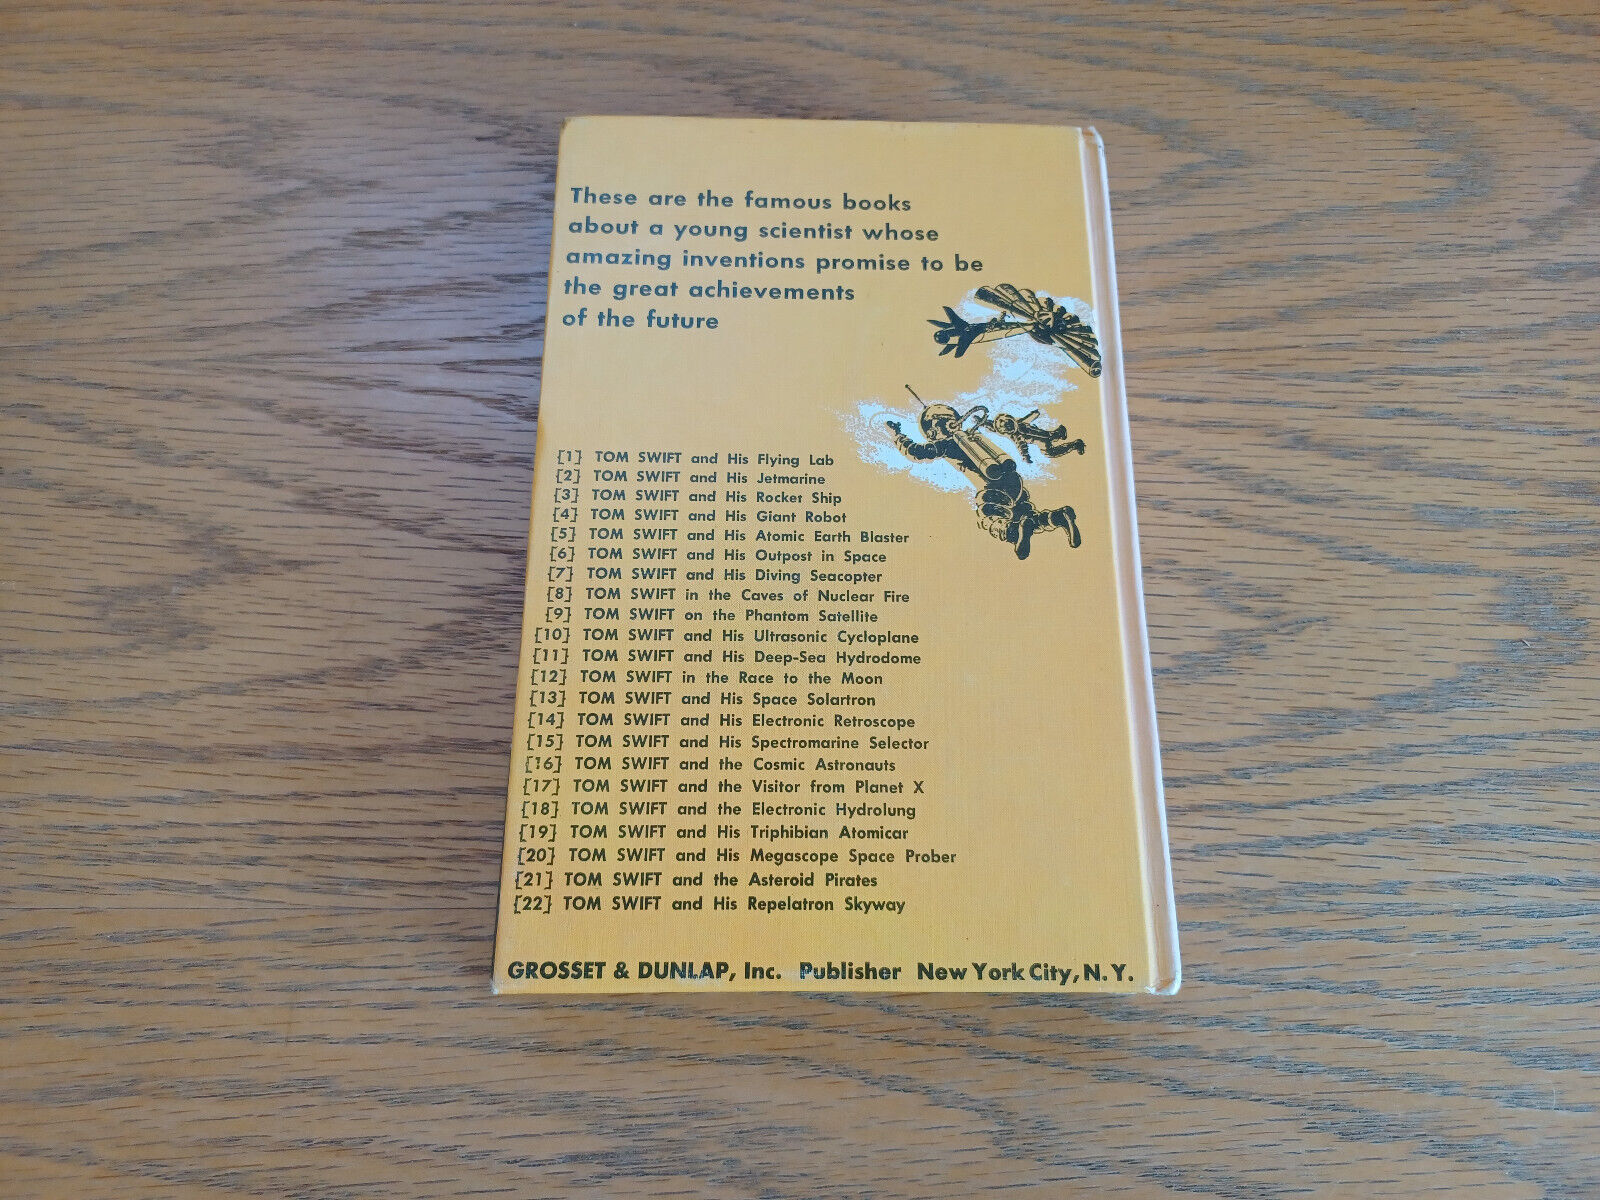 These are the famous books
about a young scientist whose
amazing inventions promise to be
the great achievements
of the future
{1} TOM SWIFT and His Flying Lab
{2} TOM SWIFT and His Jetmarine
{3} TOM SWIFT and His Rocket Ship
{4} TOM SWIFT and His Giant Robot
{5} TOM SWIFT and His Atomic Earth Blaster
{6} TOM SWIFT and His Outpost in Space
{7} TOM SWIFT and His Diving Seacopter
{8} TOM SWIFT in the Caves of Nuclear Fire
{9} TOM SWIFT on the Phantom Satellite
{10} TOM SWIFT and His Ultrasonic Cycloplane
{11} TOM SWIFT and His Deep-Sea Hydrodome
{12} TOM SWIFT in the Race to the Moon
{13} TOM SWIFT and His Space Solartron
{14} TOM SWIFT and His Electronic Retroscope
{15} TOM SWIFT and His Spectromarine Selector
{16} TOM SWIFT and the Cosmic Astronauts
{17} TOM SWIFT and the Visitor from Planet X
{18} TOM SWIFT and the Electronic Hydrolung
{19} TOM SWIFT and His Triphibian Atomicar
{20} TOM SWIFT and His Megascope Space Prober
{21} TOM SWIFT and the Asteroid Pirates
{22} TOM SWIFT and His Repelatron Skyway
GROSSET & DUNLAP, Inc. Publisher New York City, N.Y.